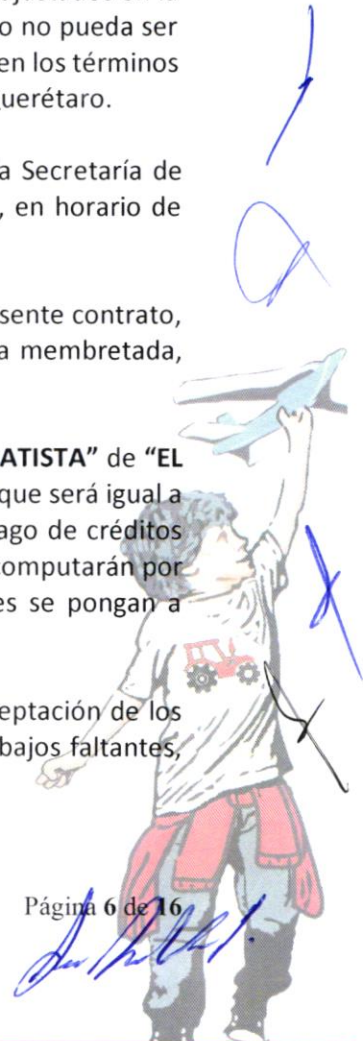 o no pueda ser
en los términos
uerétaro.
a Secretaría de
, en horario de
sente contrato,
a membretada,
ATISTA" de "EL
que será igual a
ago de créditos
computarán por
es se pongan a
eptación de los
bajos faltantes,
Página 6 de 16